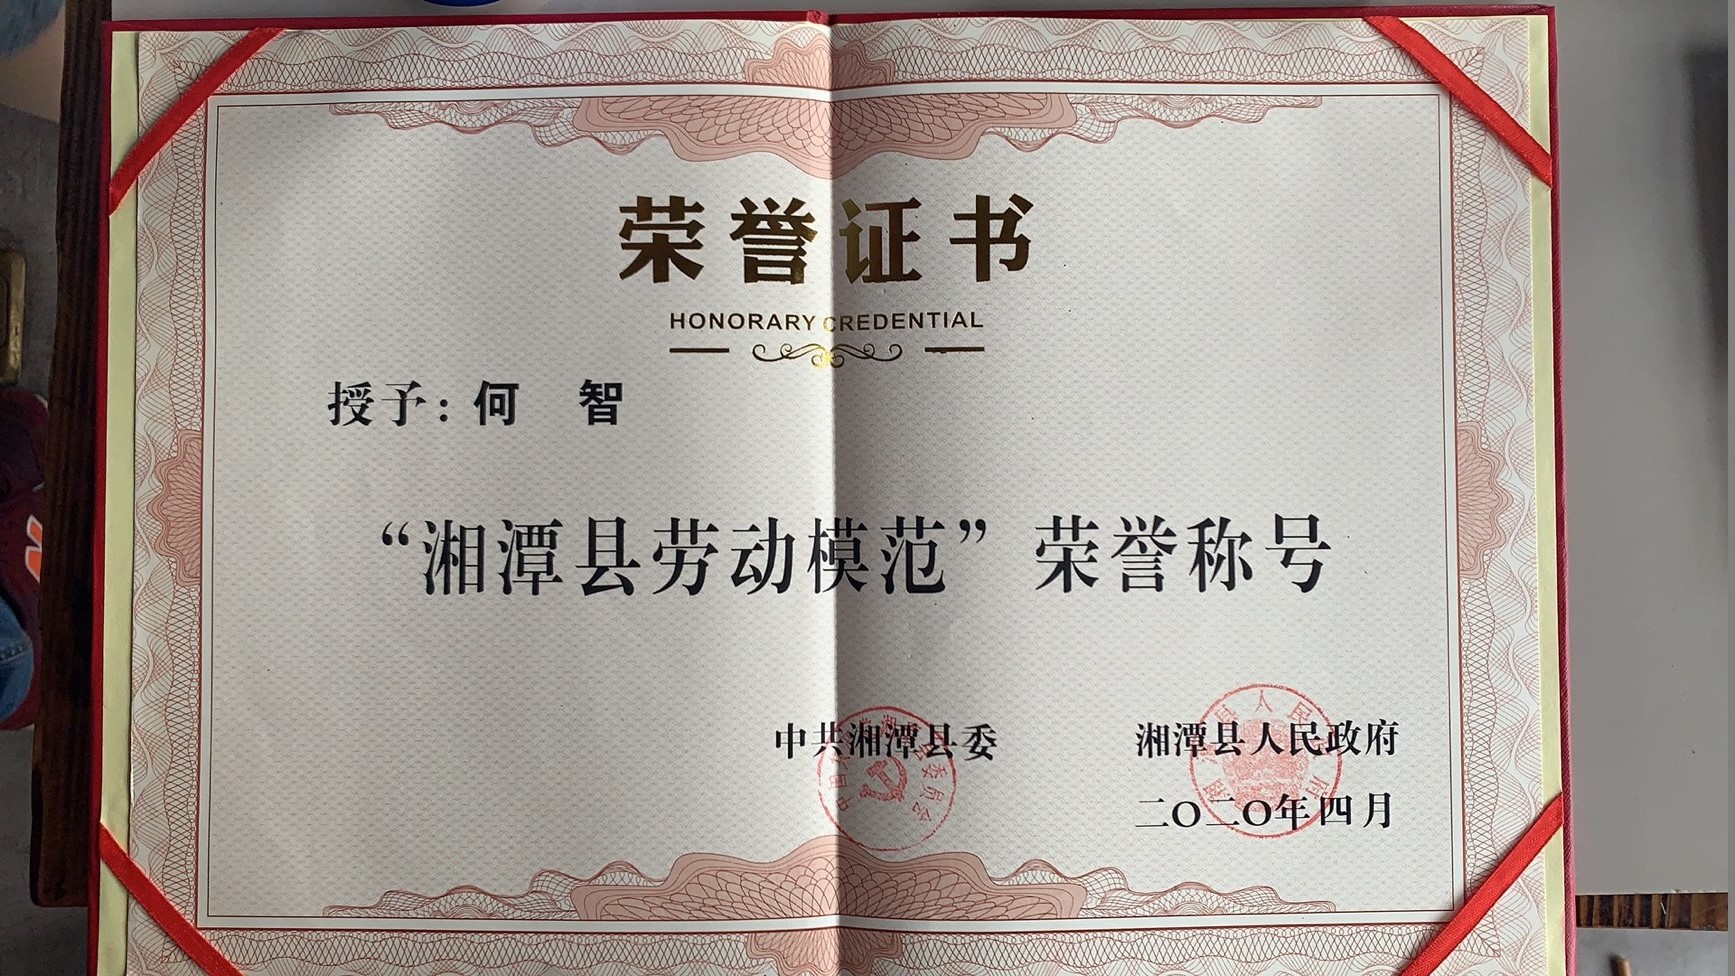 荣誉证书
HONORARY CREDENTIAL
授予：何 智
“湘潭县劳动模范”荣誉称号
中共湘潭县委 湘潭县人民政府
二〇二〇年四月